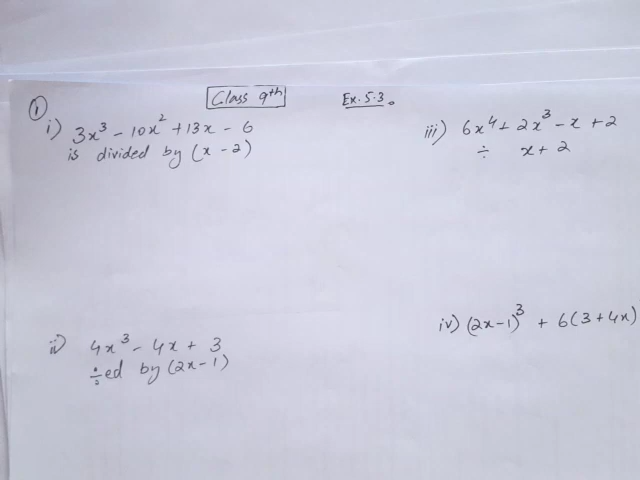 Class 9th Ex. 5.3.
①
i) 3x³ - 10x² + 13x - 6
is divided by (x - 2)
iii) 6x⁴ + 2x³ - x + 2
÷ x + 2
ii) 4x³ - 4x + 3
÷ed by (2x - 1)
iv) (2x-1)³ + 6(3 + 4x)